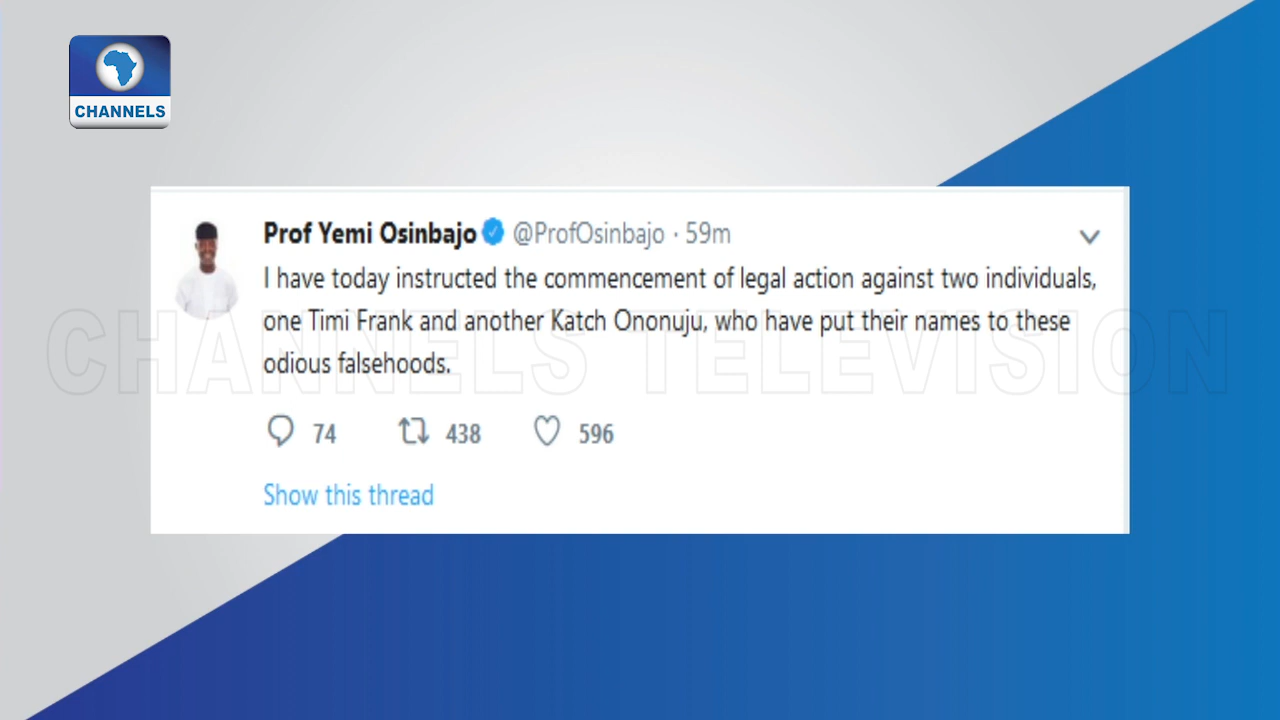 CHANNELS
Prof Yemi Osinbajo @ProfOsinbajo · 59m
I have today instructed the commencement of legal action against two individuals,
one Timi Frank and another Katch Ononuju, who have put their names to these
odious falsehoods.
CHANNELS TELEVISION
74 438 596
Show this thread